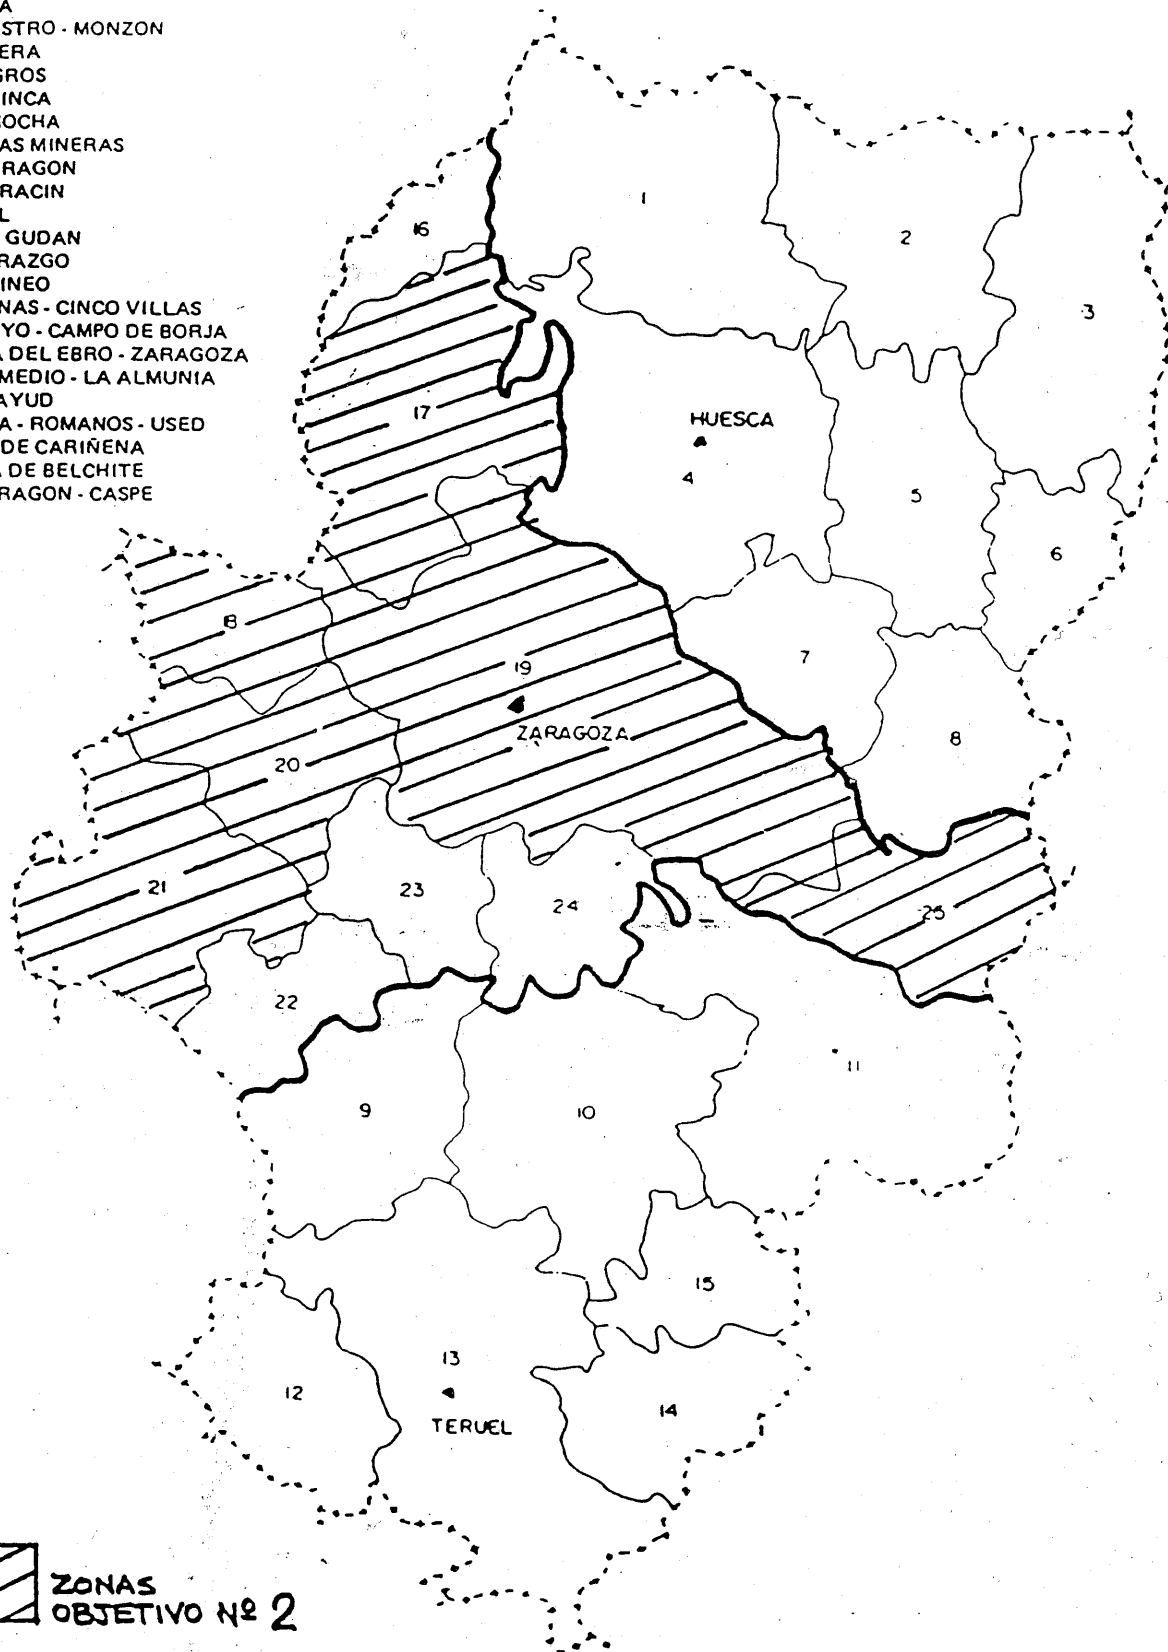 A
STRO - MONZON
ERA
GROS
INCA
OCHA
AS MINERAS
RAGON
RACIN
L
GUDAN
RAZGO
INEO
NAS - CINCO VILLAS
YO - CAMPO DE BORJA
A DEL EBRO - ZARAGOZA
MEDIO - LA ALMUNIA
AYUD
A - ROMANOS - USED
DE CARIÑENA
A DE BELCHITE
RAGON - CASPE
1
2
3
16
17
HUESCA
4
5
6
18
7
19
ZARAGOZA
8
20
21
23
24
25
22
11
9
10
15
13
12
TERUEL
14
ZONAS
OBJETIVO Nº 2